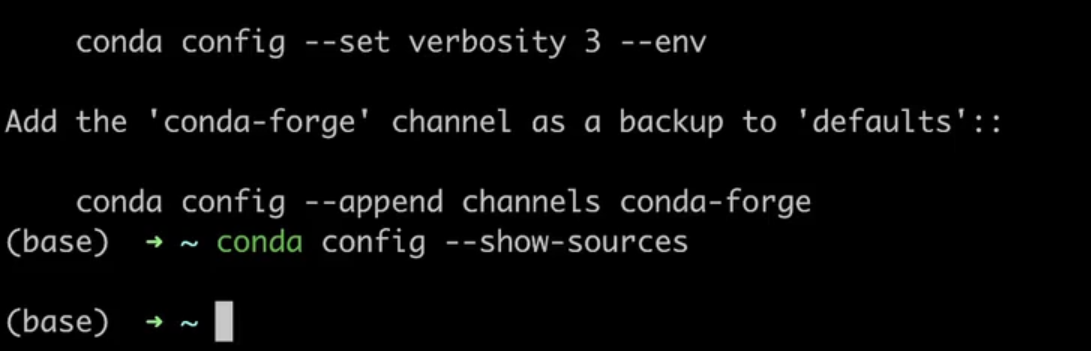 conda config --set verbosity 3 --env
Add the 'conda-forge' channel as a backup to 'defaults'::
conda config --append channels conda-forge
(base) ➜ ~ conda config --show-sources
(base) ➜ ~